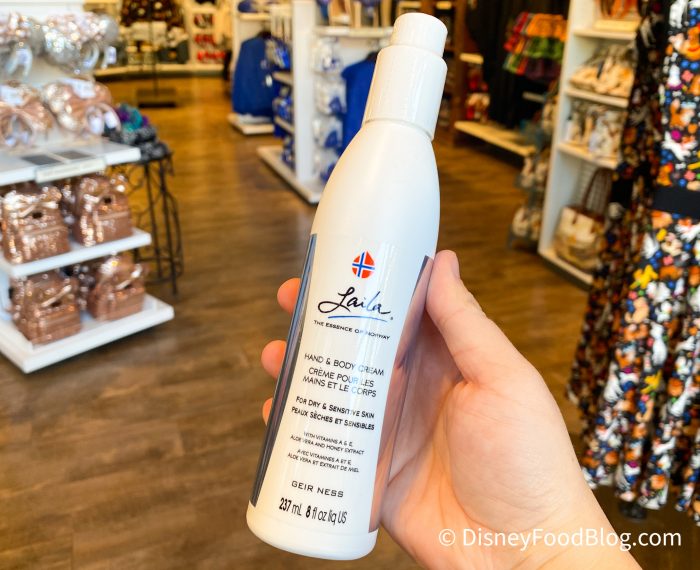 Laila®
THE ESSENCE OF NORWAY
HAND & BODY CREAM
CRÈME POUR LES
MAINS ET LE CORPS
FOR DRY & SENSITIVE SKIN
PEAUX SÈCHES ET SENSIBLES
WITH VITAMINS A & E,
ALOE VERA AND HONEY EXTRACT
AVEC VITAMINES A ET E,
ALOE VERA ET EXTRAIT DE MIEL
GEIR NESS
237 mL 8 fl oz liq US
© DisneyFoodBlog.com